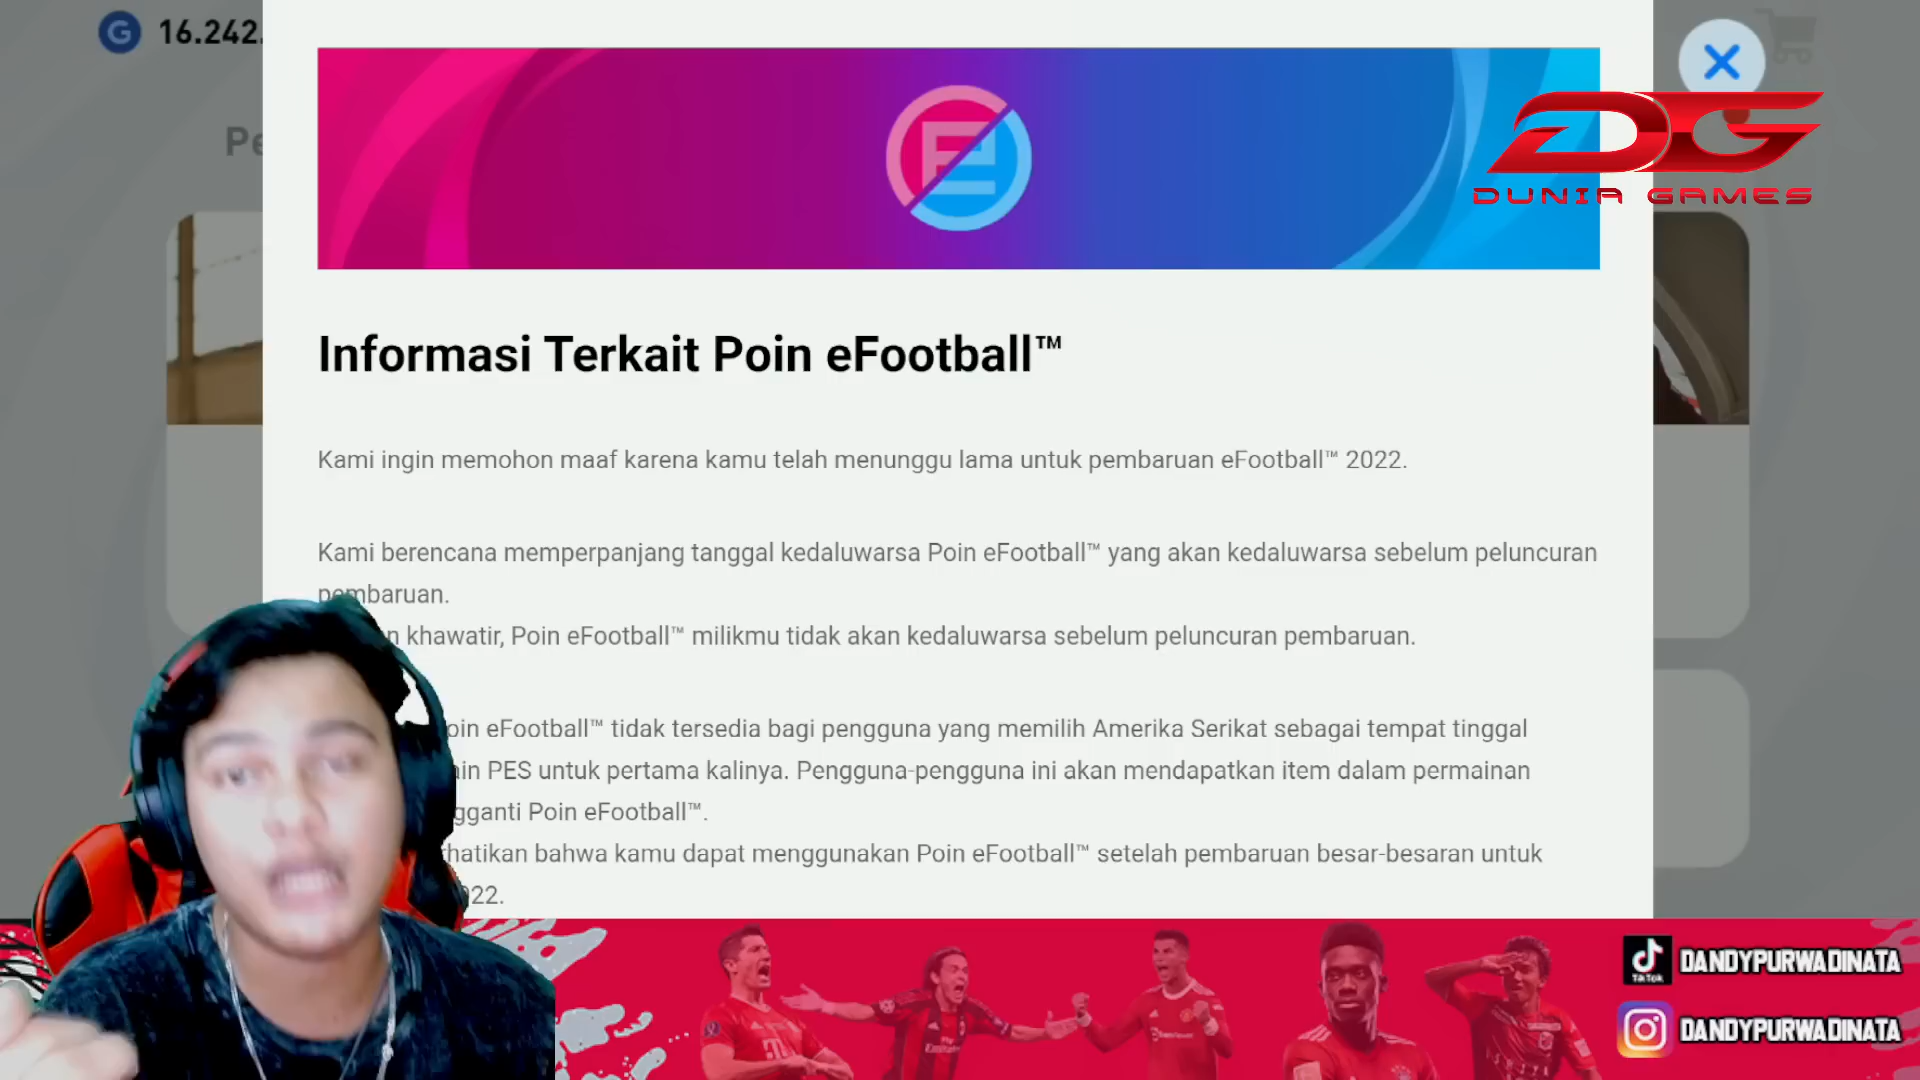 16.242.
Pe
DG
DUNIA GAMES
Informasi Terkait Poin eFootball™
Kami ingin memohon maaf karena kamu telah menunggu lama untuk pembaruan eFootball™ 2022.
Kami berencana memperpanjang tanggal kedaluwarsa Poin eFootball™ yang akan kedaluwarsa sebelum peluncuran
pembaruan.
n khawatir, Poin eFootball™ milikmu tidak akan kedaluwarsa sebelum peluncuran pembaruan.
oin eFootball™ tidak tersedia bagi pengguna yang memilih Amerika Serikat sebagai tempat tinggal
in PES untuk pertama kalinya. Pengguna-pengguna ini akan mendapatkan item dalam permainan
gganti Poin eFootball™.
hatikan bahwa kamu dapat menggunakan Poin eFootball™ setelah pembaruan besar-besaran untuk
022.
TikTok
DANDYPURWADINATA
DANDYPURWADINATA